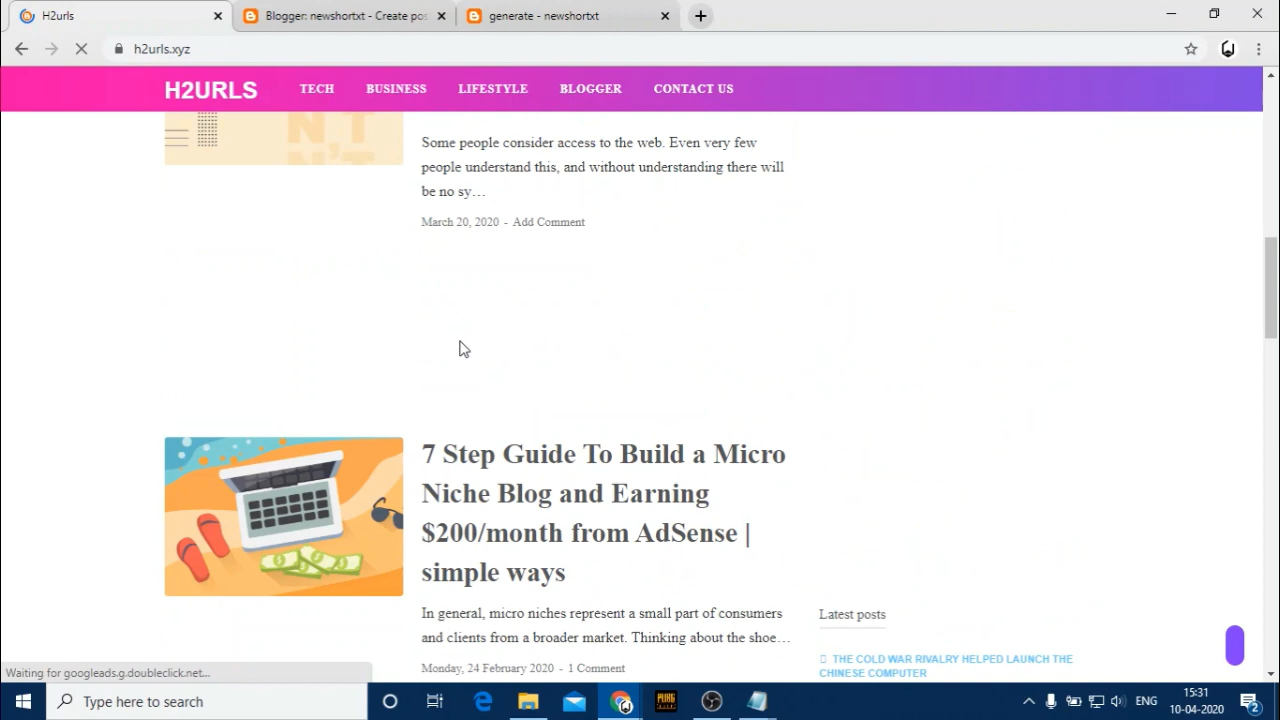 H2urls
Blogger: newshortxt - Create pos
generate - newshortxt
h2urls.xyz
H2URLS
TECH
BUSINESS
LIFESTYLE
BLOGGER
CONTACT US
Some people consider access to the web. Even very few
people understand this, and without understanding there will
be no sy…
March 20, 2020 - Add Comment
7 Step Guide To Build a Micro
Niche Blog and Earning
$200/month from AdSense |
simple ways
In general, micro niches represent a small part of consumers
and clients from a broader market. Thinking about the shoe…
Monday, 24 February 2020 - 1 Comment
Latest posts
THE COLD WAR RIVALRY HELPED LAUNCH THE
CHINESE COMPUTER
Waiting for googleads.g.doubleclick.net...
Type here to search
PUBG
ENG
15:31
10-04-2020
2